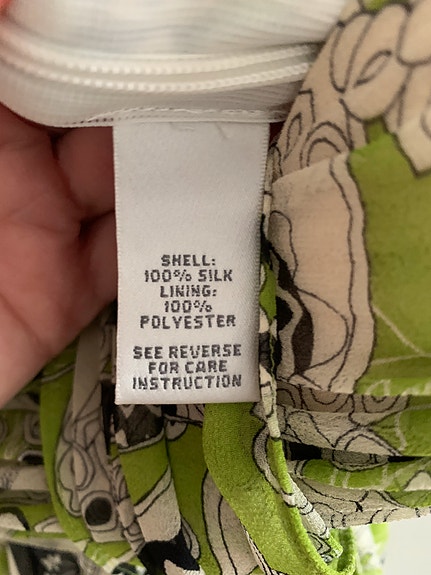 SHELL:
100% SILK
LINING:
100%
POLYESTER
SEE REVERSE
FOR CARE
INSTRUCTION